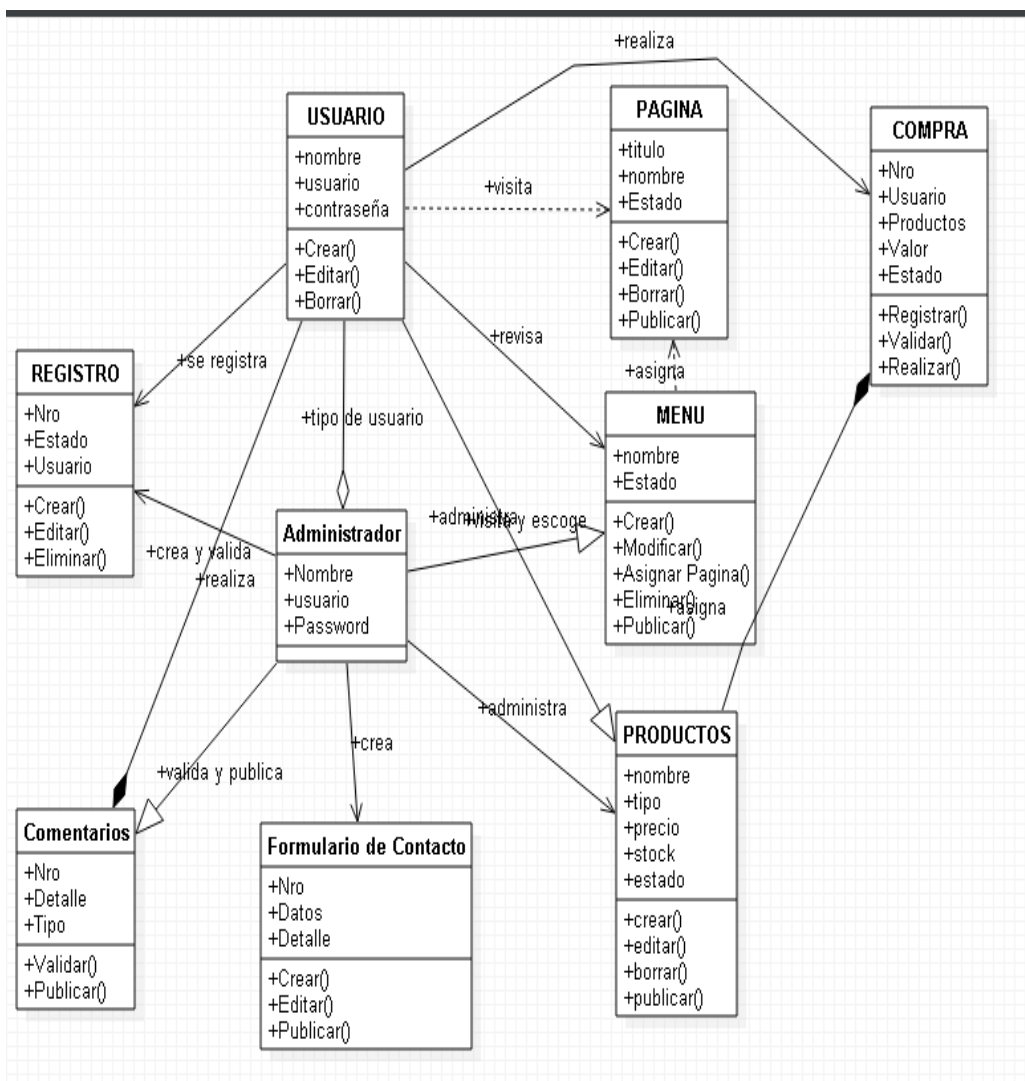 +realiza
USUARIO
+nombre
+usuario
+contraseña
+Crear()
+Editar()
+Borrar()
PAGINA
+titulo
+nombre
+Estado
+Crear()
+Editar()
+Borrar()
+Publicar()
COMPRA
+Nro
+Usuario
+Productos
+Valor
+Estado
+Registrar()
+Validar()
+Realizar()
+visita
+revisa
+se registra
+asigna
REGISTRO
+Nro
+Estado
+Usuario
+Crear()
+Editar()
+Eliminar()
+tipo de usuario
MENU
+nombre
+Estado
+Crear()
+Modificar()
+Asignar Pagina()
+Eliminar()
+Publicar()
+administra
+visita y escoge
+asigna
Administrador
+Nombre
+usuario
+Password
+crea y valida
+realiza
+administra
+crea
+valida y publica
PRODUCTOS
+nombre
+tipo
+precio
+stock
+estado
+crear()
+editar()
+borrar()
+publicar()
Comentarios
+Nro
+Detalle
+Tipo
+Validar()
+Publicar()
Formulario de Contacto
+Nro
+Datos
+Detalle
+Crear()
+Editar()
+Publicar()